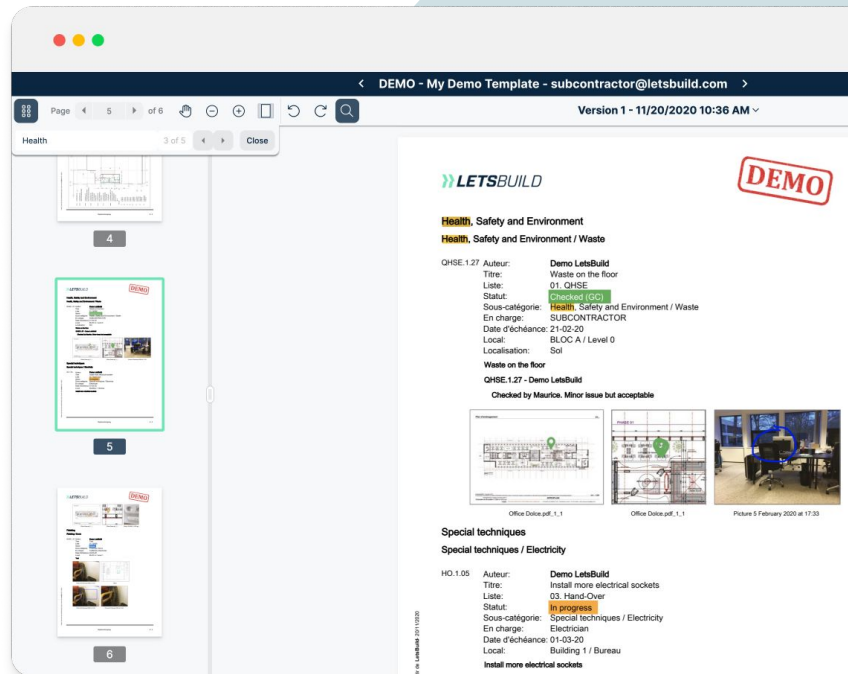 DEMO - My Demo Template - subcontractor@letsbuild.com
Page 5 of 6
Version 1 - 11/20/2020 10:36 AM
Health 3 of 5 Close
4
5
6
LETSBUILD
DEMO
Health, Safety and Environment
Health, Safety and Environment / Waste
QHSE.1.27 Auteur: Demo LetsBuild
Titre: Waste on the floor
Liste: 01. QHSE
Statut: Checked (GC)
Sous-catégorie: Health, Safety and Environment / Waste
En charge: SUBCONTRACTOR
Date d'échéance: 21-02-20
Local: BLOC A / Level 0
Localisation: Sol
Waste on the floor
QHSE.1.27 - Demo LetsBuild
Checked by Maurice. Minor issue but acceptable
Office Dolce.pdf_1_1
Office Dolce.pdf_1_1
Picture 5 February 2020 at 17:33
Special techniques
Special techniques / Electricity
HO.1.05 Auteur: Demo LetsBuild
Titre: Install more electrical sockets
Liste: 03. Hand-Over
Statut: In progress
Sous-catégorie: Special techniques / Electricity
En charge: Electrician
Date d'échéance: 01-03-20
Local: Building 1 / Bureau
Install more electrical sockets
de LetsBuild- 20/11/2020